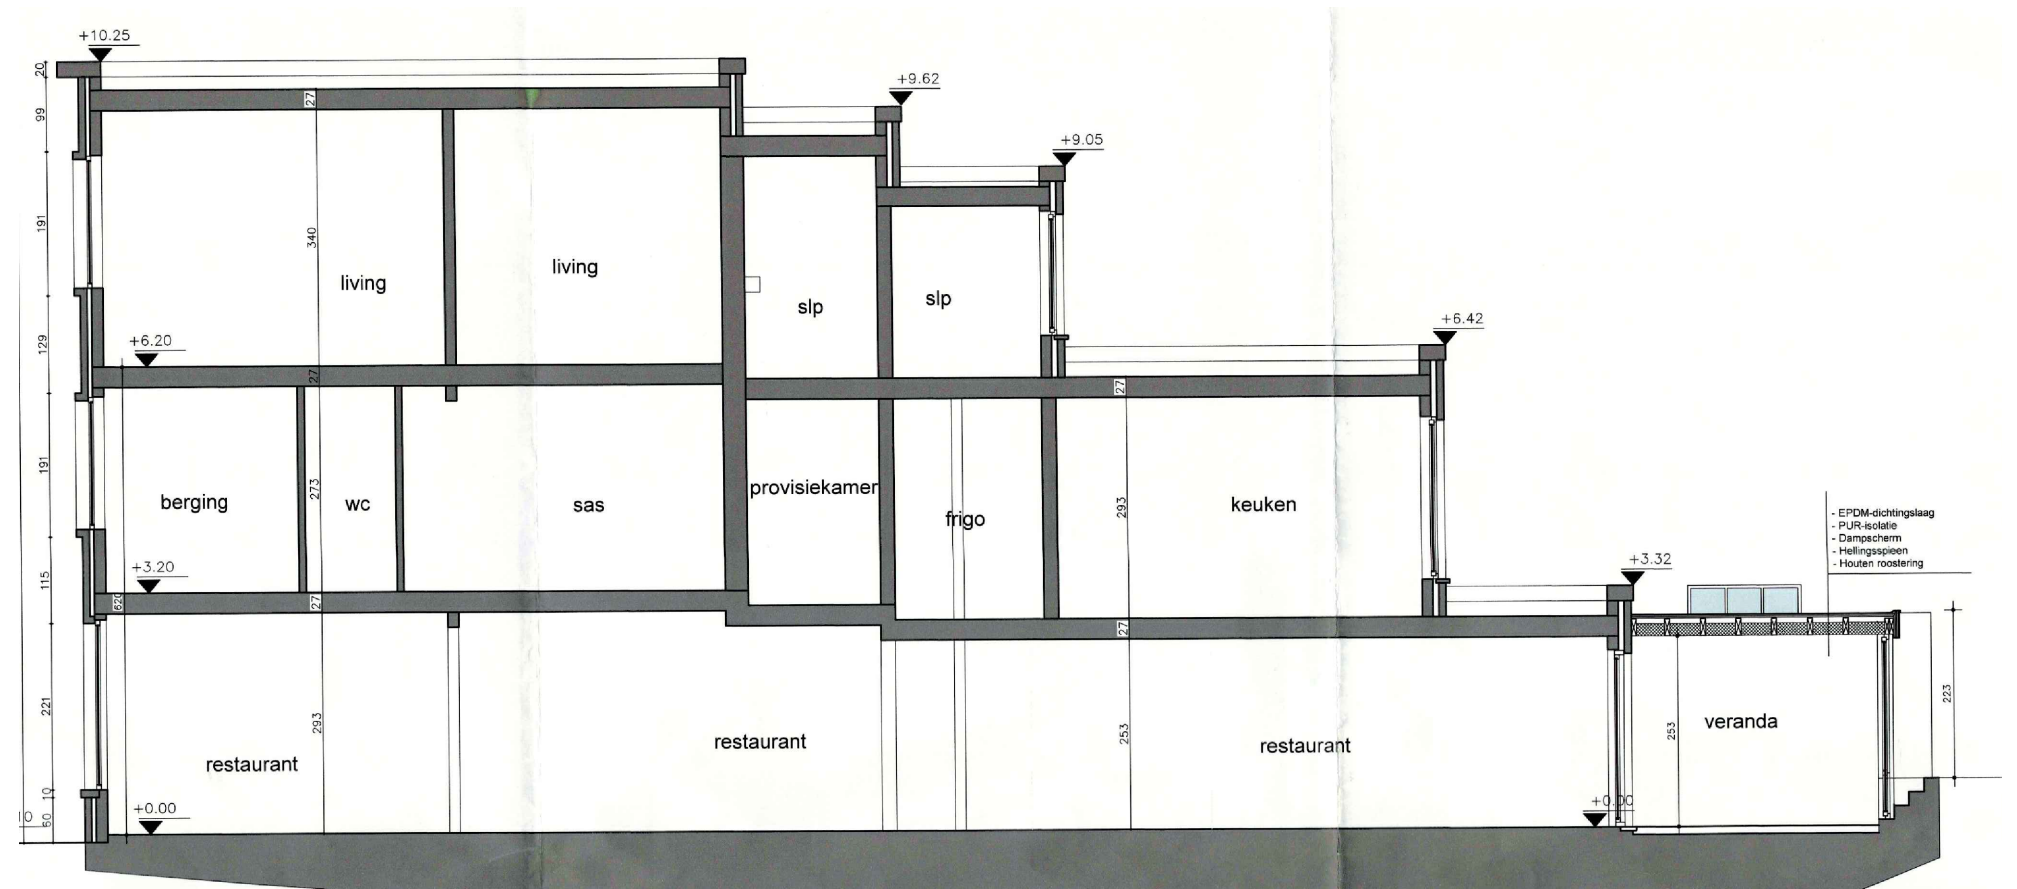 +10.25
20
27
+9.62
99
+9.05
191
340
living
living
slp
slp
+6.42
+6.20
129
27
27
191
berging
273
wc
sas
provisiekamer
frigo
293
keuken
- EPDM-dichtingslaag
- PUR-isolatie
- Dampscherm
- Hellingsspieen
- Houten roostering
+3.32
+3.20
115
620
27
27
221
293
restaurant
restaurant
253
restaurant
253
veranda
223
10
+0.00
+0.00
60
10